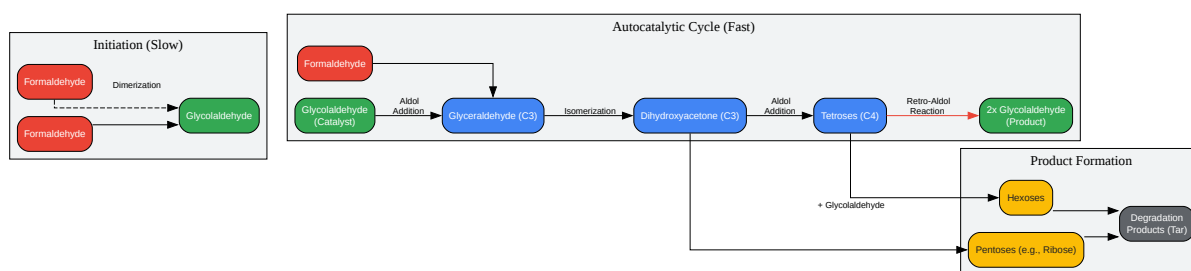 Initiation (Slow)
Formaldehyde
Dimerization
Formaldehyde
Glycolaldehyde
Autocatalytic Cycle (Fast)
Formaldehyde
Glycolaldehyde
(Catalyst)
Aldol
Addition
Glyceraldehyde (C3)
Isomerization
Dihydroxyacetone (C3)
Aldol
Addition
Tetroses (C4)
Retro-Aldol
Reaction
2x Glycolaldehyde
(Product)
Product Formation
+ Glycolaldehyde
Hexoses
Pentoses (e.g., Ribose)
Degradation
Products (Tar)